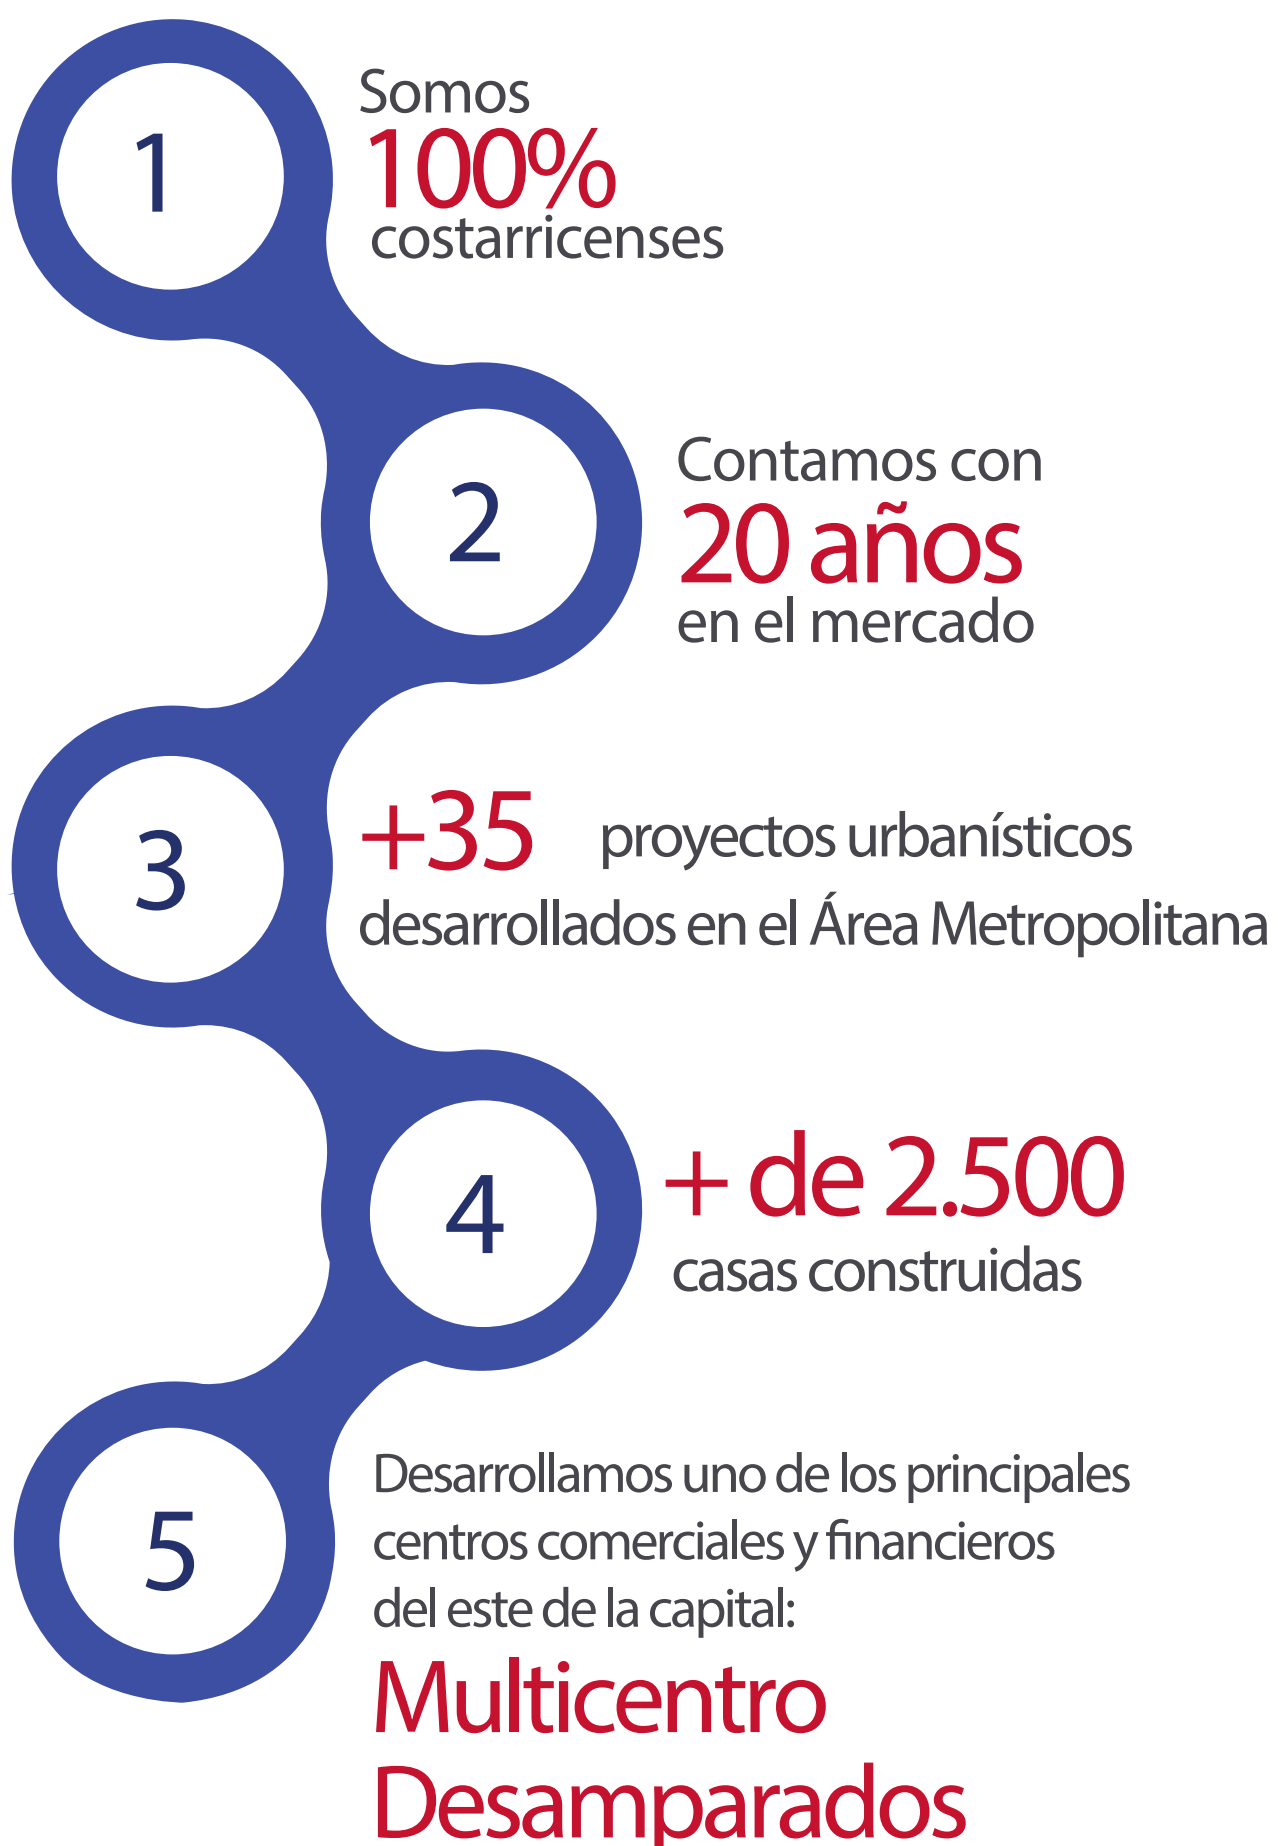 1
Somos
100%
costarricenses
2
Contamos con
20 años
en el mercado
3
+35 proyectos urbanísticos
desarrollados en el Área Metropolitana
4
+ de 2.500
casas construidas
5
Desarrollamos uno de los principales
centros comerciales y financieros
del este de la capital:
Multicentro
Desamparados